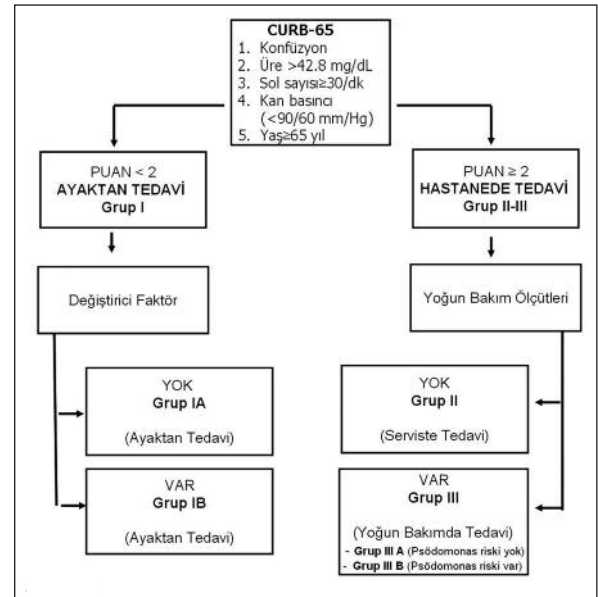 CURB-65
1. Konfüzyon
2. Üre >42.8 mg/dL
3. Sol sayısı≥30/dk
4. Kan basıncı
(<90/60 mm/Hg)
5. Yaş≥65 yıl
PUAN < 2
AYAKTAN TEDAVİ
Grup I
PUAN ≥ 2
HASTANEDE TEDAVİ
Grup II-III
Değiştirici Faktör
Yoğun Bakım Ölçütleri
YOK
Grup IA
(Ayaktan Tedavi)
YOK
Grup II
(Serviste Tedavi)
VAR
Grup IB
(Ayaktan Tedavi)
VAR
Grup III
(Yoğun Bakımda Tedavi)
- Grup III A (Psödomonas riski yok)
- Grup III B (Psödomonas riski var)